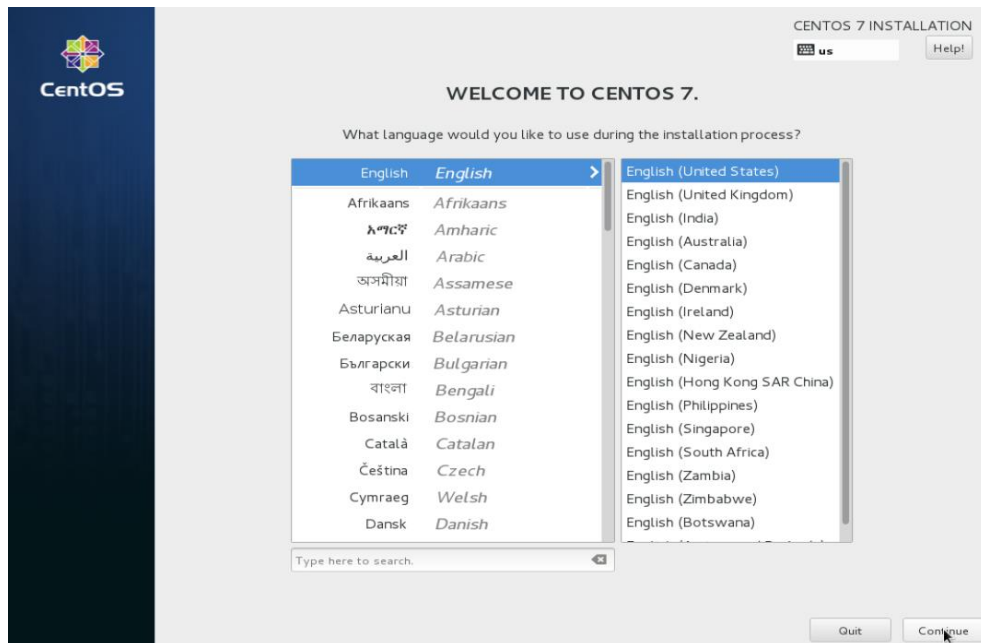 CENTOS 7 INSTALLATION
us
Help!
CentOS
WELCOME TO CENTOS 7.
What language would you like to use during the installation process?
English English
Afrikaans Afrikaans
አማርኛ Amharic
العربية Arabic
অসমীয়া Assamese
Asturianu Asturian
Беларуская Belarusian
Български Bulgarian
বাংলা Bengali
Bosanski Bosnian
Català Catalan
Čeština Czech
Cymraeg Welsh
Dansk Danish
English (United States)
English (United Kingdom)
English (India)
English (Australia)
English (Canada)
English (Denmark)
English (Ireland)
English (New Zealand)
English (Nigeria)
English (Hong Kong SAR China)
English (Philippines)
English (Singapore)
English (South Africa)
English (Zambia)
English (Zimbabwe)
English (Botswana)
Type here to search.
Quit
Continue